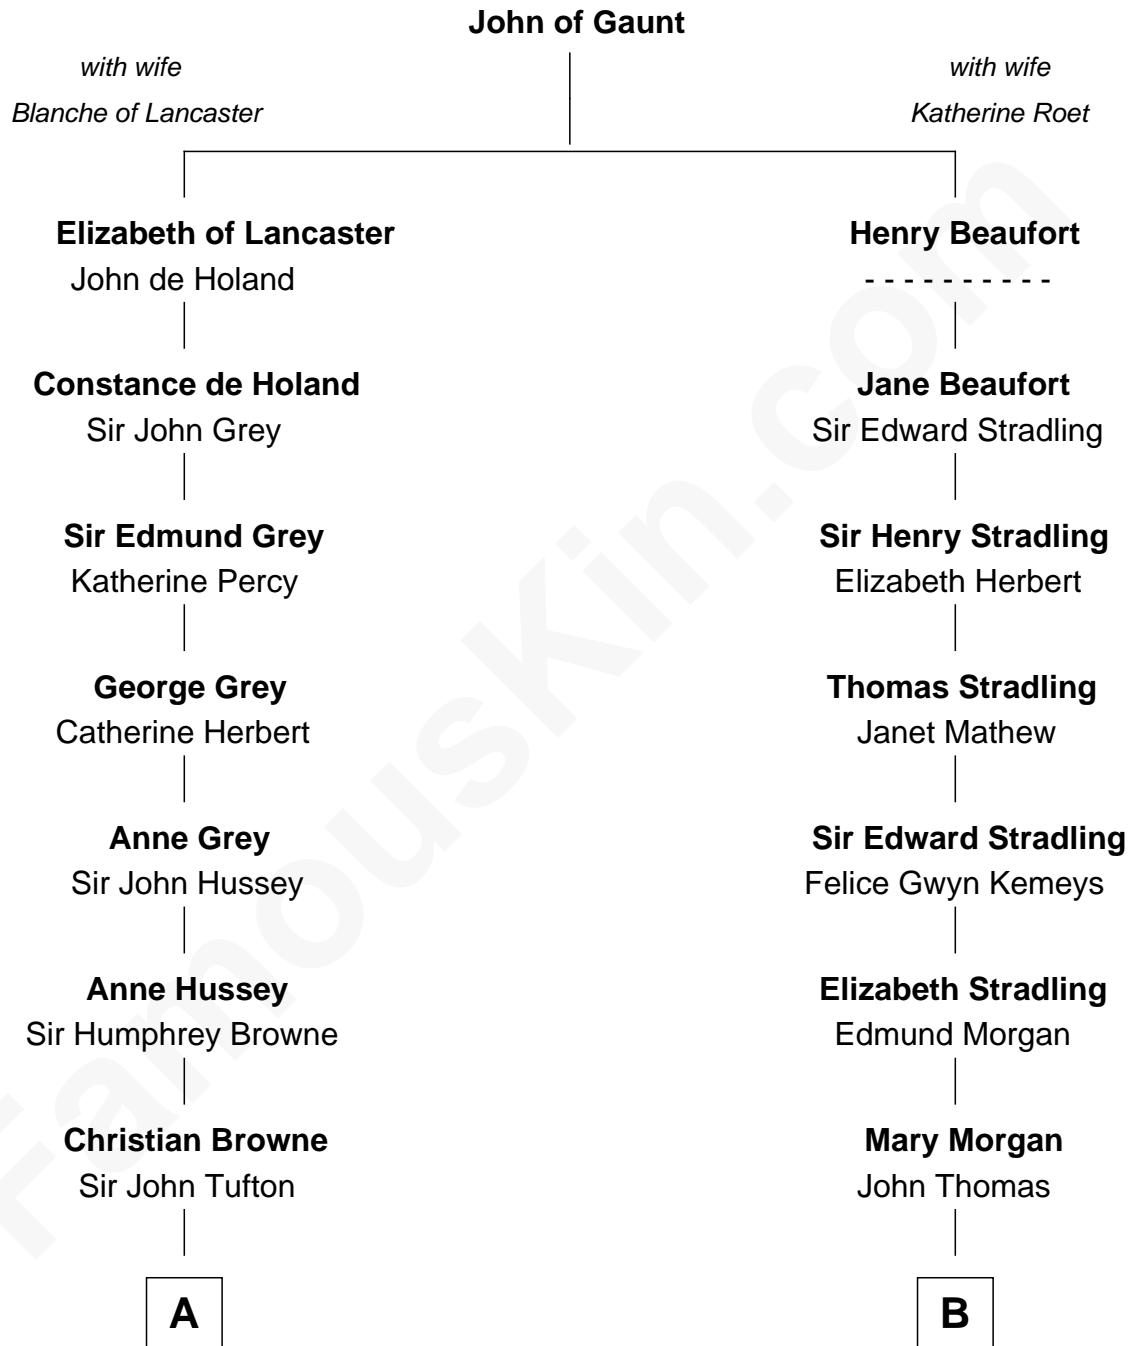 John of Gaunt
with wife
Blanche of Lancaster
with wife
Katherine Roet
Elizabeth of Lancaster
John de Holand
Henry Beaufort
- - - - - - - - - -
Constance de Holand
Sir John Grey
Jane Beaufort
Sir Edward Stradling
Sir Edmund Grey
Katherine Percy
Sir Henry Stradling
Elizabeth Herbert
George Grey
Catherine Herbert
Thomas Stradling
Janet Mathew
Anne Grey
Sir John Hussey
Sir Edward Stradling
Felice Gwyn Kemeys
Anne Hussey
Sir Humphrey Browne
Elizabeth Stradling
Edmund Morgan
Christian Browne
Sir John Tufton
Mary Morgan
John Thomas
A
B
FamousKin.com